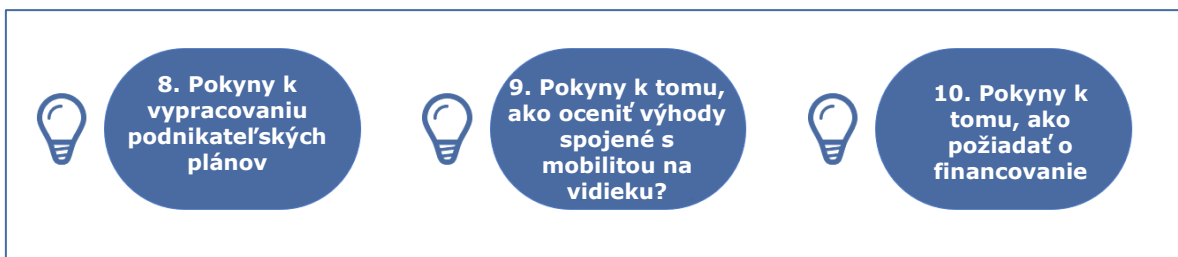 8. Pokyny k
vypracovaniu
podnikateľských
plánov
9. Pokyny k tomu,
ako oceniť výhody
spojené s
mobilitou na
vidieku?
10. Pokyny k
tomu, ako
požiadať o
financovanie